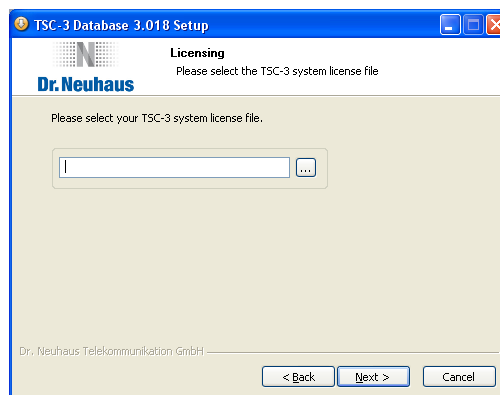 TSC-3 Database 3.018 Setup
N
Dr. Neuhaus
Licensing
Please select the TSC-3 system license file
Please select your TSC-3 system license file.
...
Dr. Neuhaus Telekommunikation GmbH
< Back
Next >
Cancel